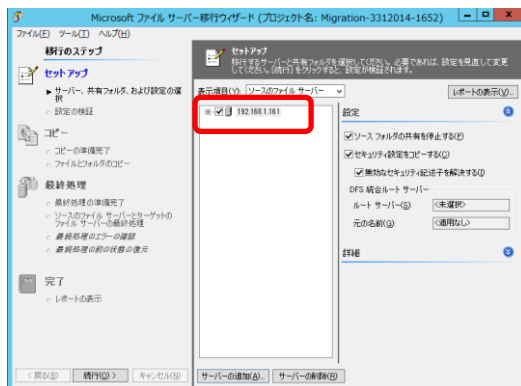 Microsoft ファイル サーバー移行ウィザード (プロジェクト名: Migration-3312014-1652)
ファイル(F) ツール(T) ヘルプ(H)
移行のステップ
セットアップ
サーバー、共有フォルダ、および設定の選択
設定の検証
コピー
コピーの準備完了
ファイルとフォルダのコピー
最終処理
最終処理の準備完了
ソースのファイル サーバーとターゲットのファイル サーバーの最終処理
最終処理のエラーの確認
最終処理の前の状態の復元
完了
レポートの表示
セットアップ
移行するサーバーと共有フォルダを選択してください。必要であれば、設定を見直して変更してください。[続行] をクリックすると、設定が検証されます。
表示項目(Y): ソースのファイル サーバー
レポートの表示(V)...
192.168.1.161
設定
ソース フォルダの共有を停止する(P)
セキュリティ設定をコピーする(C)
無効なセキュリティ記述子を解決する(I)
DFS 統合ルート サーバー
ルート サーバー(S): <未選択>
元の名前(G): <適用なし>
詳細
< 戻る(B) 続行(O) > キャンセル(N) サーバーの追加(A)... サーバーの削除(R)